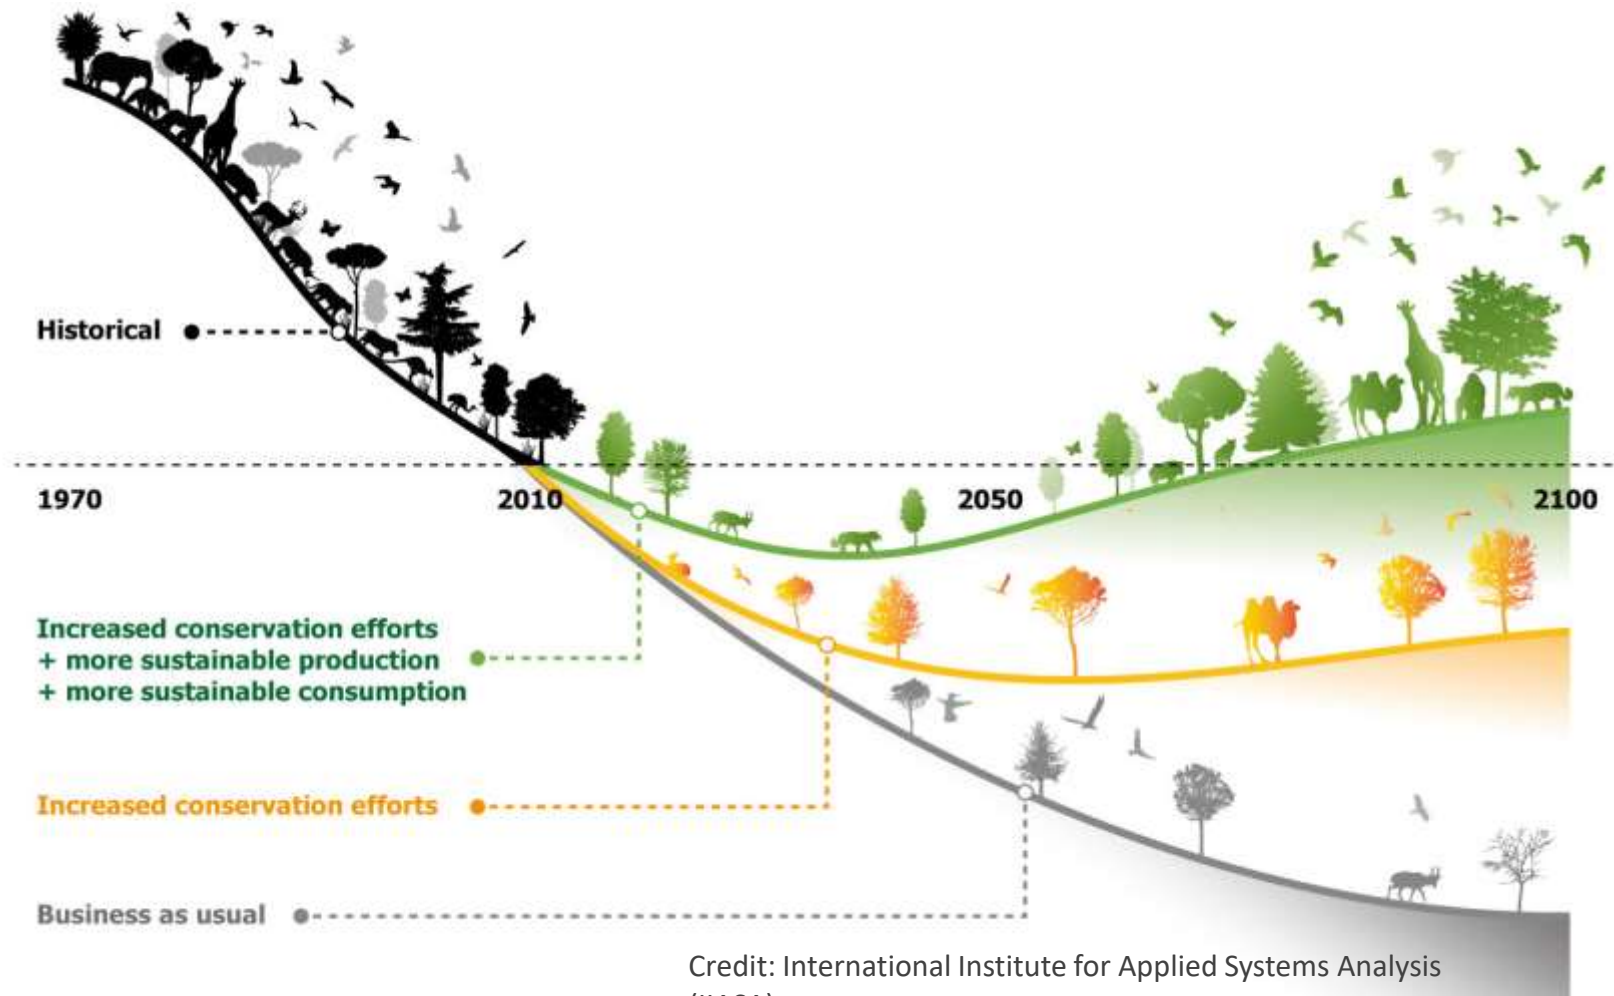 Historical
1970
2010
2050
2100
Increased conservation efforts
+ more sustainable production
+ more sustainable consumption
Increased conservation efforts
Business as usual
Credit: International Institute for Applied Systems Analysis